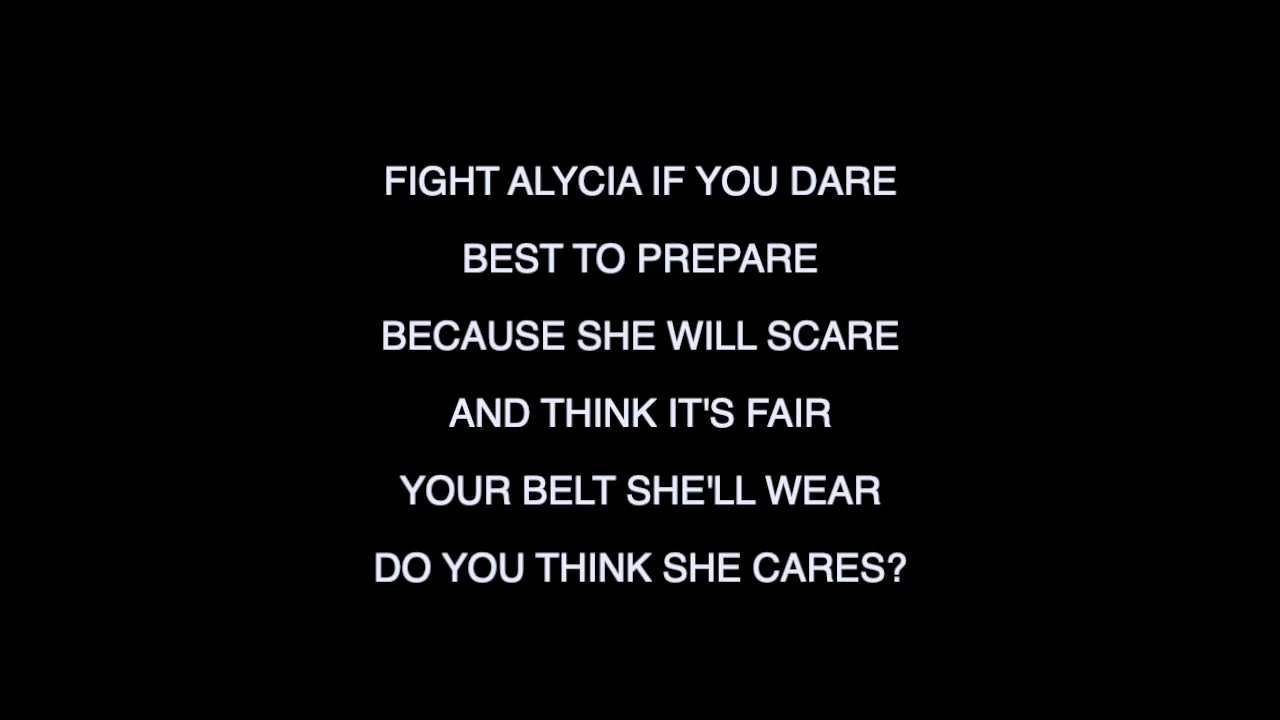 FIGHT ALYCIA IF YOU DARE
BEST TO PREPARE
BECAUSE SHE WILL SCARE
AND THINK IT'S FAIR
YOUR BELT SHE'LL WEAR
DO YOU THINK SHE CARES?